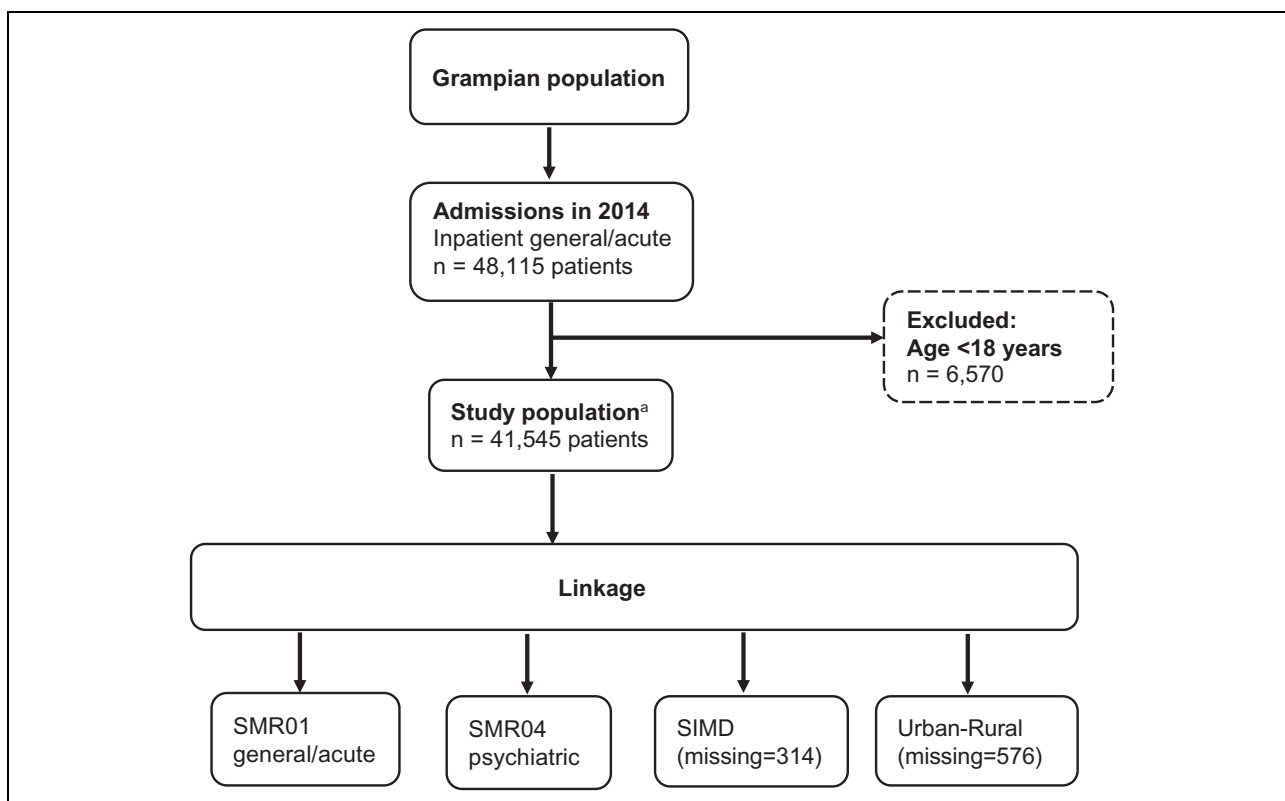 Grampian population
Admissions in 2014
Inpatient general/acute
n = 48,115 patients
Excluded:
Age <18 years
n = 6,570
Study populationᵃ
n = 41,545 patients
Linkage
SMR01
general/acute
SMR04
psychiatric
SIMD
(missing=314)
Urban-Rural
(missing=576)